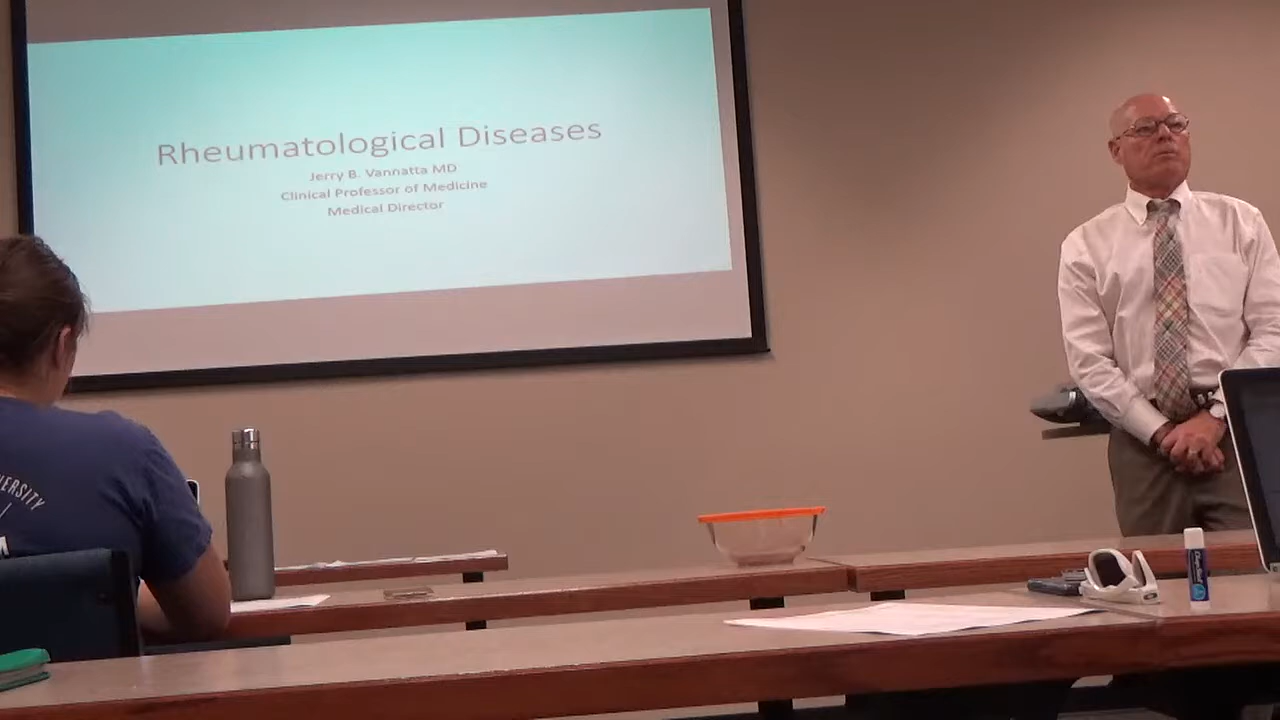 Rheumatological Diseases
Jerry B. Vannatta MD
Clinical Professor of Medicine
Medical Director